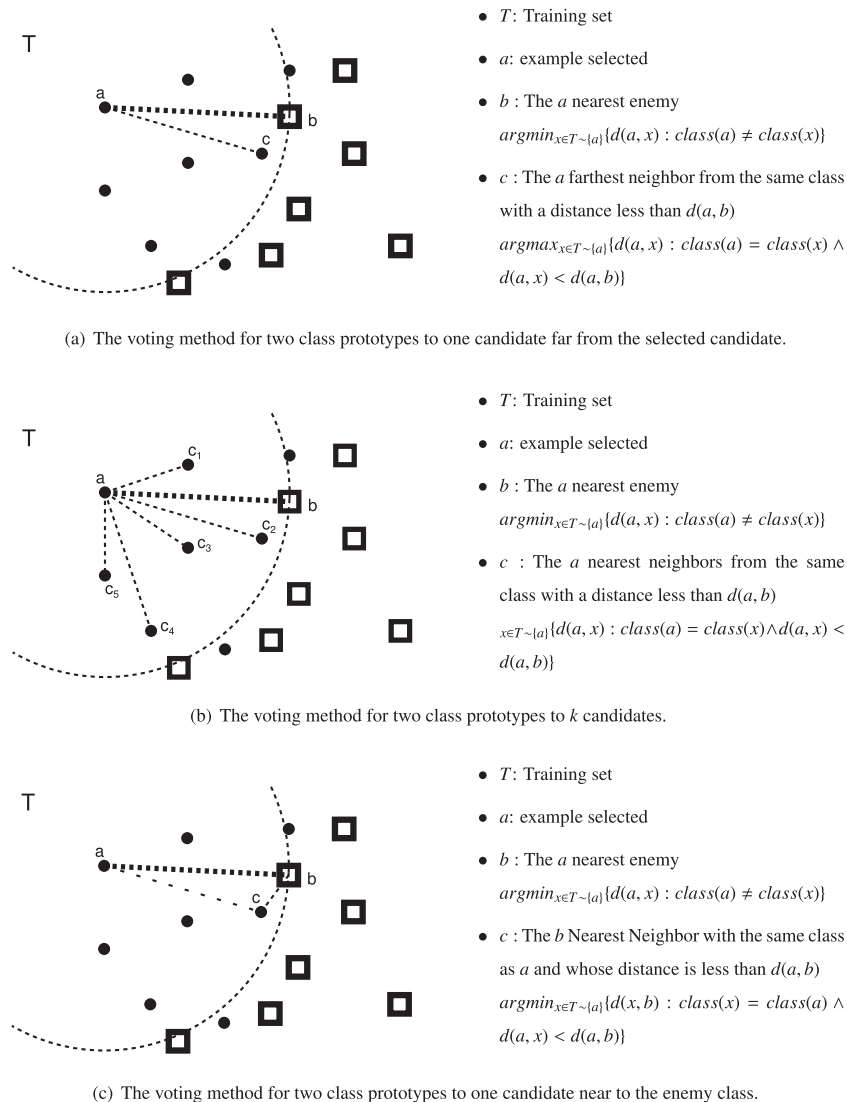 T
a
b
c
• T: Training set
• a: example selected
• b : The a nearest enemy
argmin_{x∈T∼{a}}{d(a, x) : class(a) ≠ class(x)}
• c : The a farthest neighbor from the same class
with a distance less than d(a, b)
argmax_{x∈T∼{a}}{d(a, x) : class(a) = class(x) ∧
d(a, x) < d(a, b)}
(a) The voting method for two class prototypes to one candidate far from the selected candidate.
T
c₁
a
b
c₂
c₃
c₅
c₄
• T: Training set
• a: example selected
• b : The a nearest enemy
argmin_{x∈T∼{a}}{d(a, x) : class(a) ≠ class(x)}
• c : The a nearest neighbors from the same
class with a distance less than d(a, b)
_{x∈T∼{a}}{d(a, x) : class(a) = class(x)∧d(a, x) <
d(a, b)}
(b) The voting method for two class prototypes to k candidates.
T
a
b
c
• T: Training set
• a: example selected
• b : The a nearest enemy
argmin_{x∈T∼{a}}{d(a, x) : class(a) ≠ class(x)}
• c : The b Nearest Neighbor with the same class
as a and whose distance is less than d(a, b)
argmin_{x∈T∼{a}}{d(x, b) : class(x) = class(a) ∧
d(a, x) < d(a, b)}
(c) The voting method for two class prototypes to one candidate near to the enemy class.